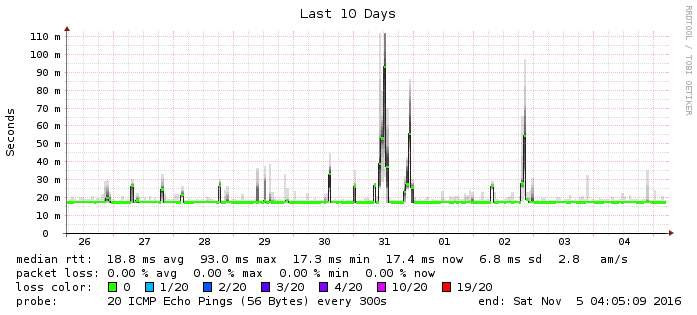 Last 10 Days
RRDTOOL / TOBI OETIKER
Seconds
110 m
100 m
90 m
80 m
70 m
60 m
50 m
40 m
30 m
20 m
10 m
0
26 27 28 29 30 31 01 02 03 04
median rtt: 18.8 ms avg 93.0 ms max 17.3 ms min 17.4 ms now 6.8 ms sd 2.8 am/s
packet loss: 0.00 % avg 0.00 % max 0.00 % min 0.00 % now
loss color: 0 1/20 2/20 3/20 4/20 10/20 19/20
probe: 20 ICMP Echo Pings (56 Bytes) every 300s end: Sat Nov 5 04:05:09 2016